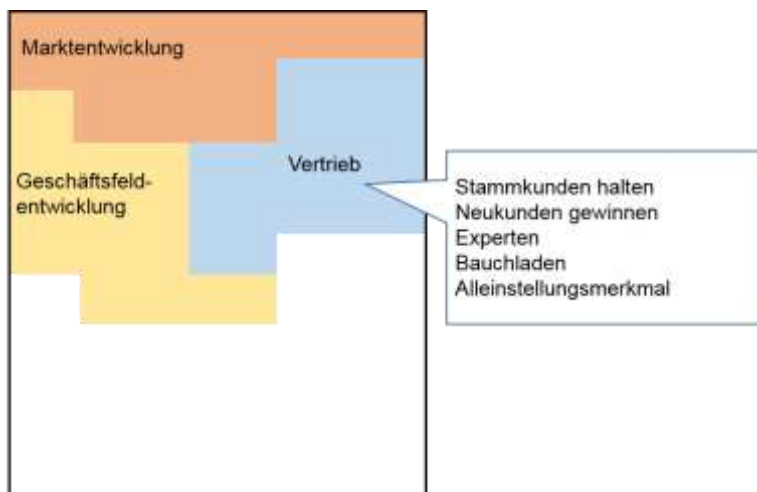 Marktentwicklung
Vertrieb
Geschäftsfeld-
entwicklung
Stammkunden halten
Neukunden gewinnen
Experten
Bauchladen
Alleinstellungsmerkmal